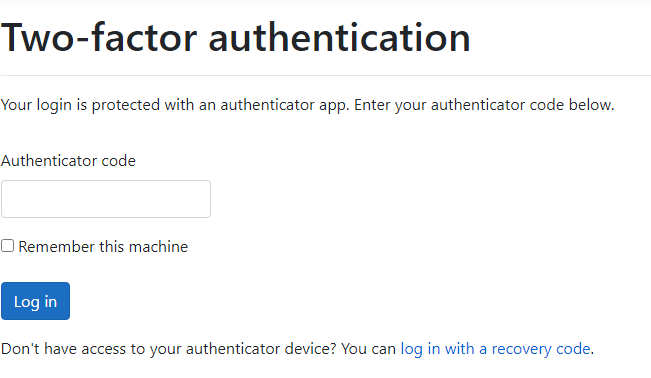 Two-factor authentication
Your login is protected with an authenticator app. Enter your authenticator code below.
Authenticator code
Remember this machine
Log in
Don't have access to your authenticator device? You can log in with a recovery code.